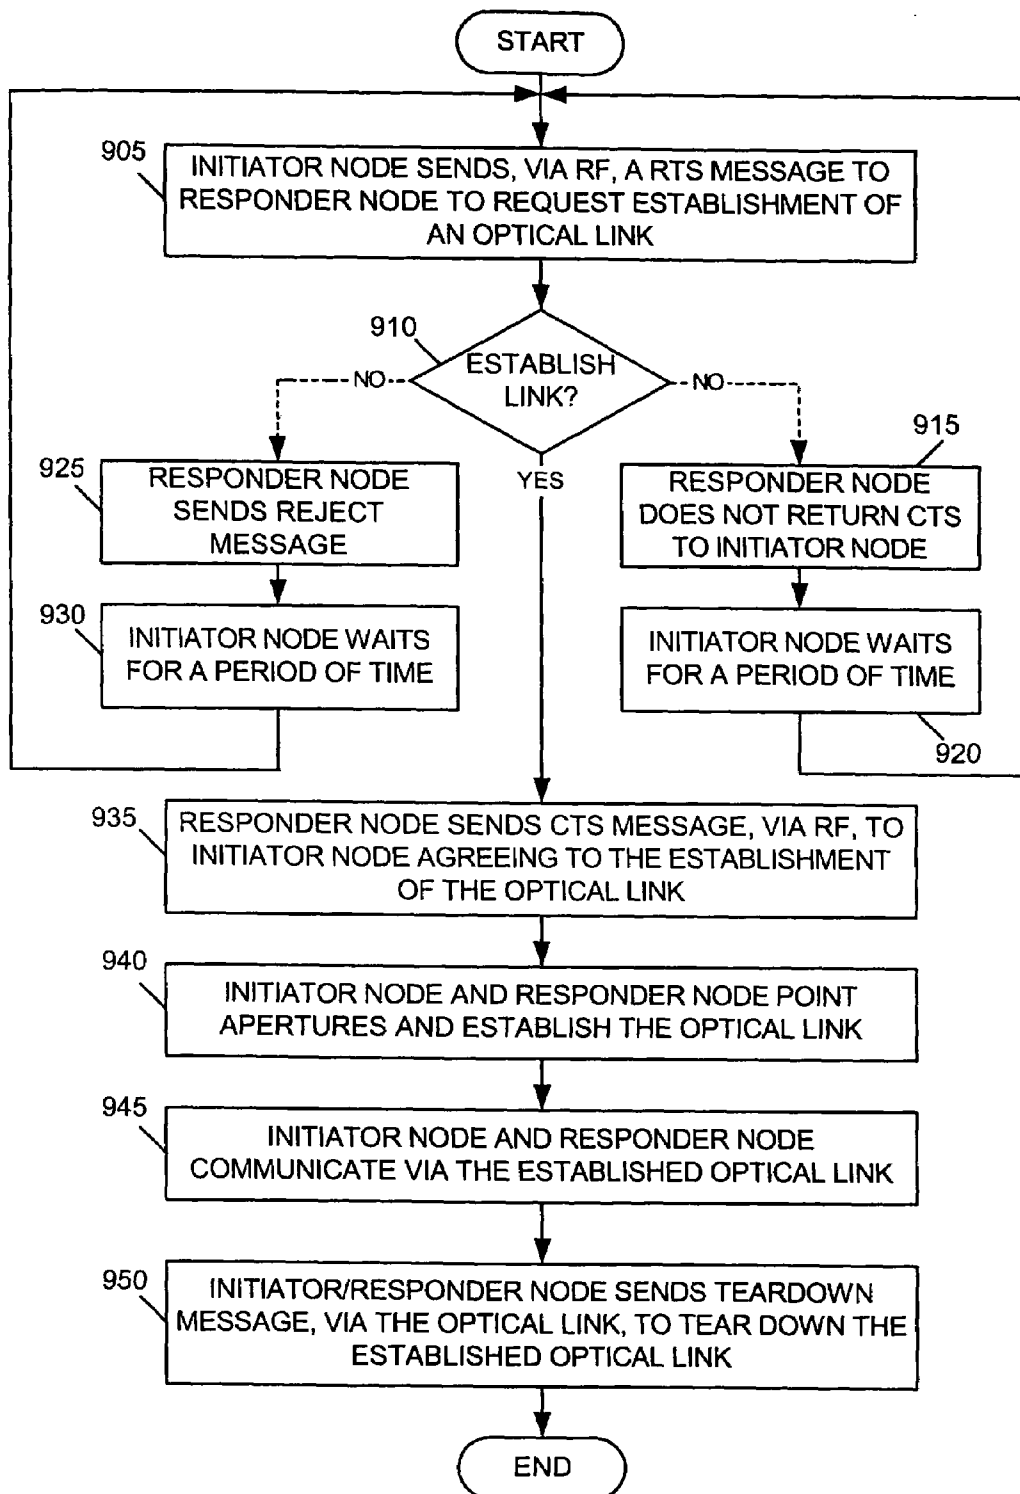 START
905
INITIATOR NODE SENDS, VIA RF, A RTS MESSAGE TO
RESPONDER NODE TO REQUEST ESTABLISHMENT OF
AN OPTICAL LINK
910
ESTABLISH
LINK?
NO
NO
YES
925
RESPONDER NODE
SENDS REJECT
MESSAGE
915
RESPONDER NODE
DOES NOT RETURN CTS
TO INITIATOR NODE
930
INITIATOR NODE WAITS
FOR A PERIOD OF TIME
INITIATOR NODE WAITS
FOR A PERIOD OF TIME
920
935
RESPONDER NODE SENDS CTS MESSAGE, VIA RF, TO
INITIATOR NODE AGREEING TO THE ESTABLISHMENT
OF THE OPTICAL LINK
940
INITIATOR NODE AND RESPONDER NODE POINT
APERTURES AND ESTABLISH THE OPTICAL LINK
945
INITIATOR NODE AND RESPONDER NODE
COMMUNICATE VIA THE ESTABLISHED OPTICAL LINK
950
INITIATOR/RESPONDER NODE SENDS TEARDOWN
MESSAGE, VIA THE OPTICAL LINK, TO TEAR DOWN THE
ESTABLISHED OPTICAL LINK
END